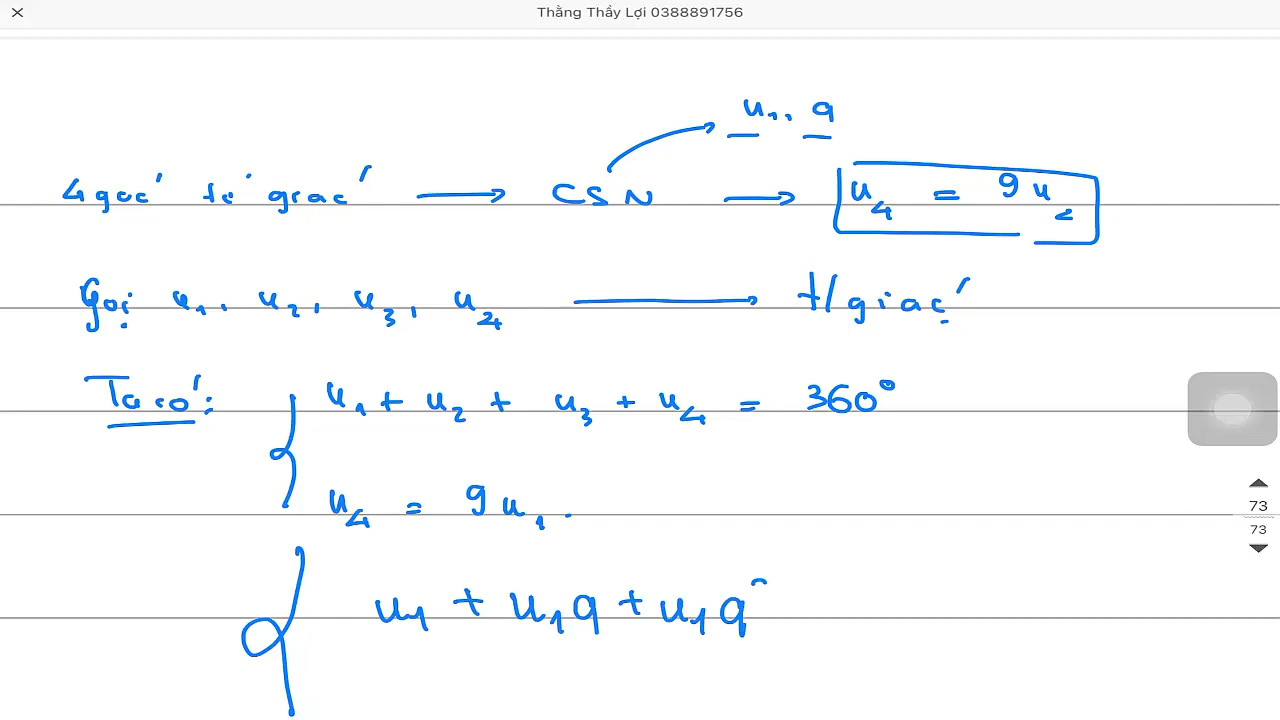 Thằng Thầy Lợi 0388891756
u₁, q
4 góc tứ giác → CSN → u₄ = 9u₂
Gọi u₁, u₂, u₃, u₄ → t/giác.
Ta có: u₁ + u₂ + u₃ + u₄ = 360°
u₄ = 9u₁.
u₁ + u₁q + u₁q²
73
73